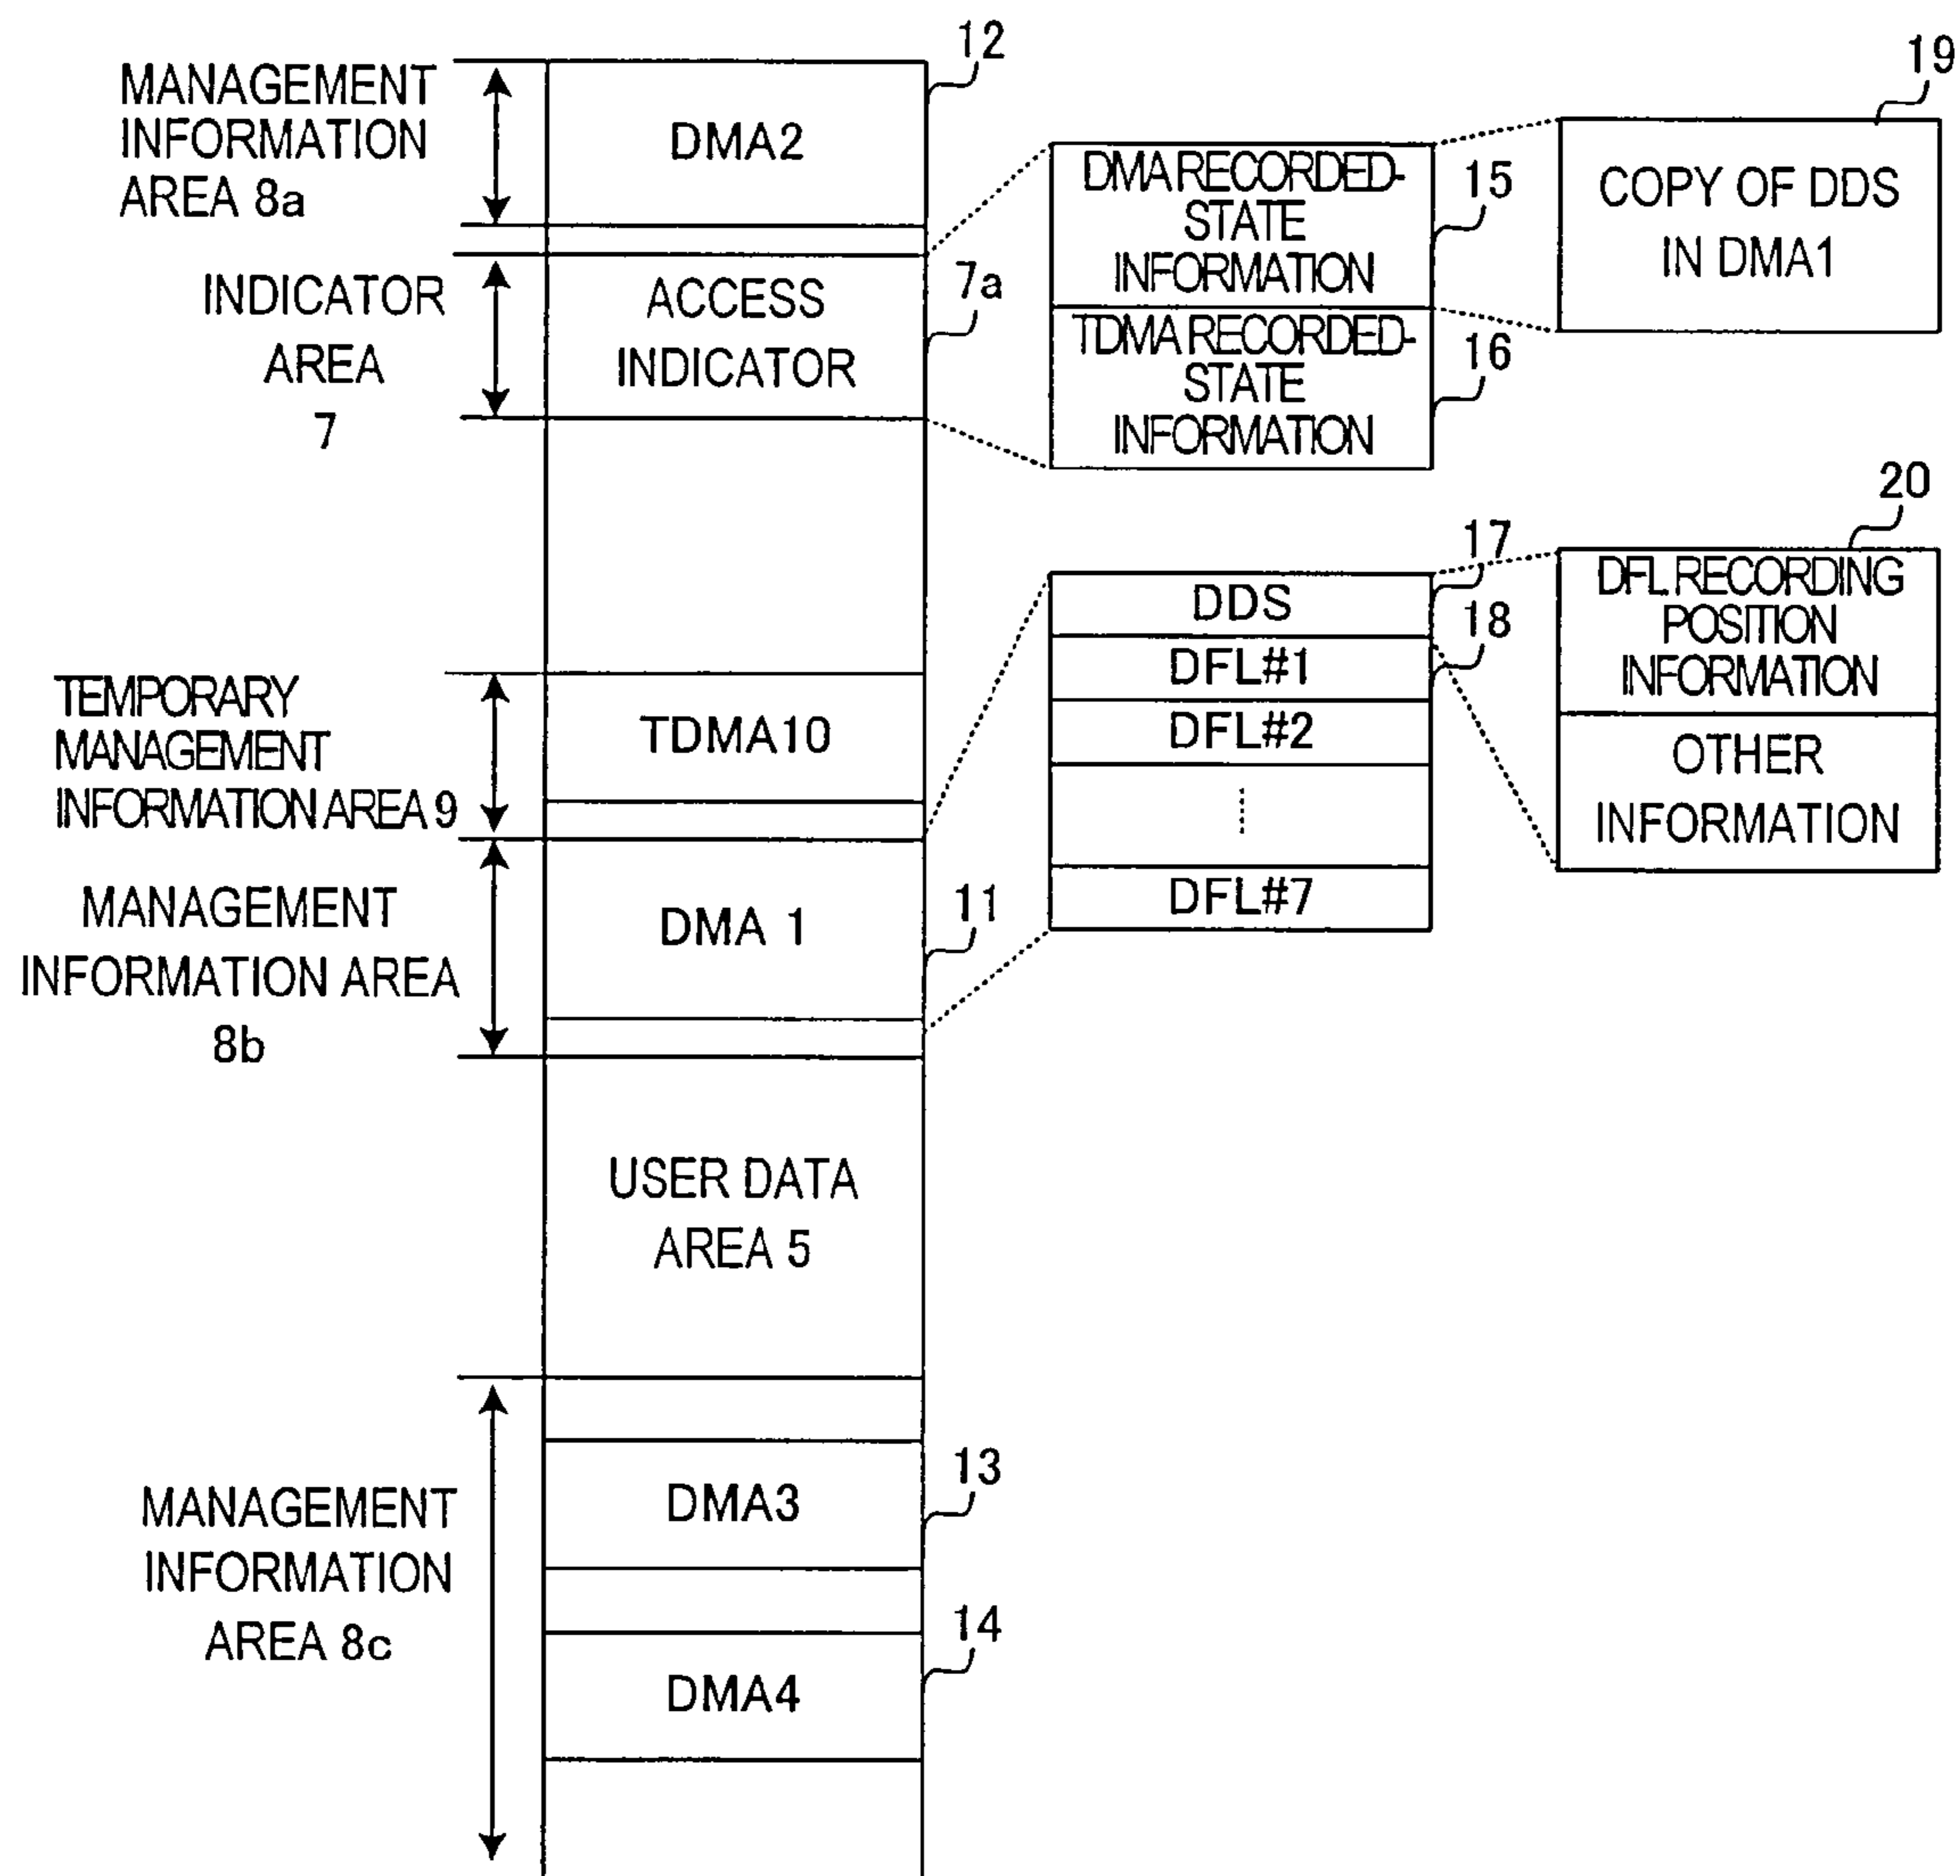 12
MANAGEMENT
INFORMATION
AREA 8a
DMA2
19
DMA RECORDED-
STATE
INFORMATION
15
COPY OF DDS
IN DMA1
INDICATOR
AREA
7
ACCESS
INDICATOR
7a
TDMA RECORDED-
STATE
INFORMATION
16
20
17
DDS
18
DFL#1
DFL#2
DFL#7
DFL RECORDING
POSITION
INFORMATION
OTHER
INFORMATION
TEMPORARY
MANAGEMENT
INFORMATION AREA 9
TDMA10
MANAGEMENT
INFORMATION AREA
8b
DMA 1
11
USER DATA
AREA 5
MANAGEMENT
INFORMATION
AREA 8c
DMA3
13
DMA4
14